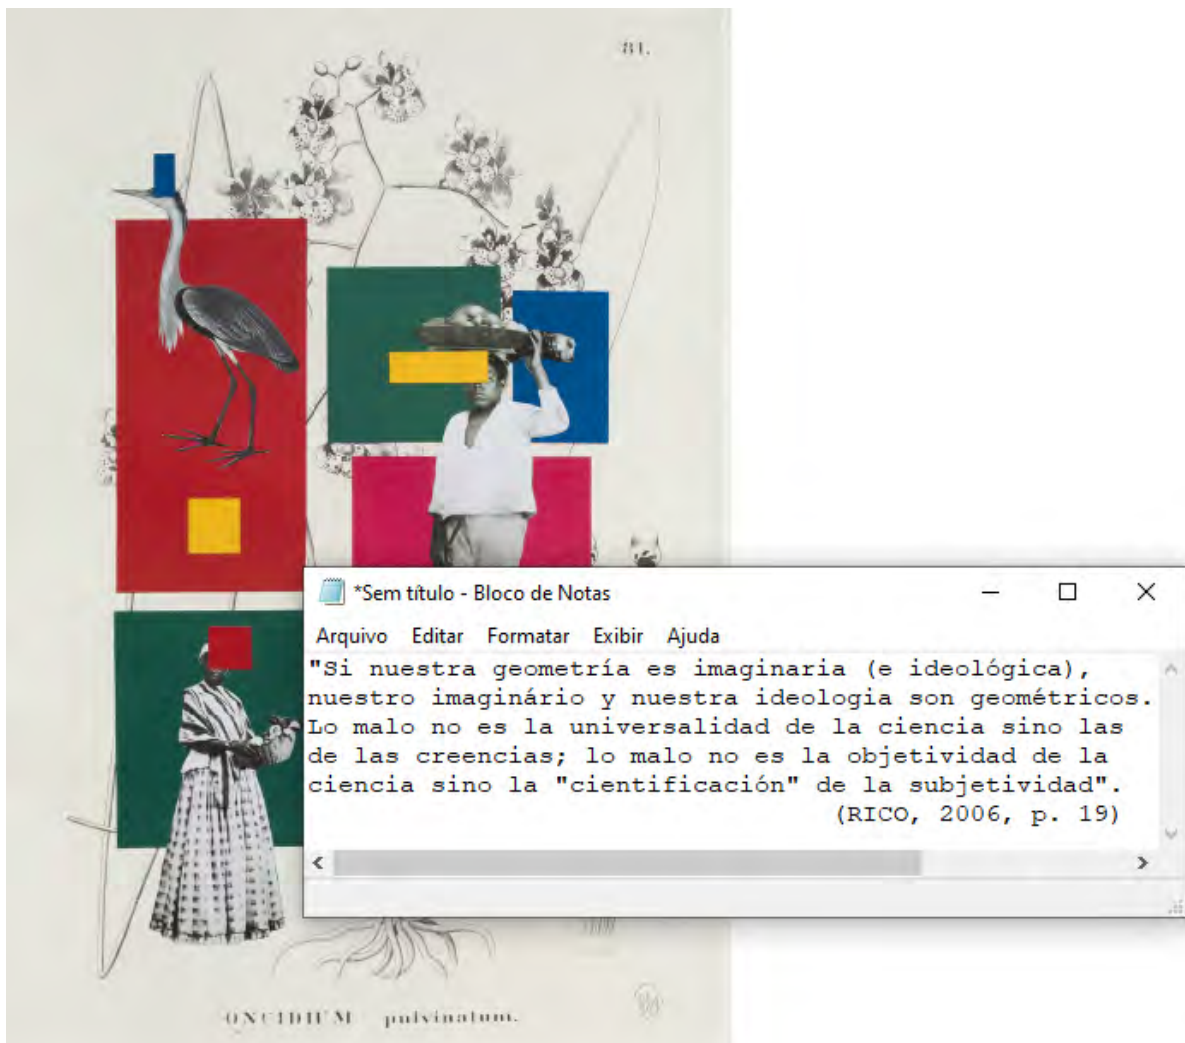 81.
*Sem título - Bloco de Notas
Arquivo Editar Formatar Exibir Ajuda
"Si nuestra geometría es imaginaria (e ideológica),
nuestro imaginário y nuestra ideologia son geométricos.
Lo malo no es la universalidad de la ciencia sino las
de las creencias; lo malo no es la objetividad de la
ciencia sino la "cientificación" de la subjetividad".
(RICO, 2006, p. 19)
ONCIDIUM pulvinatum.